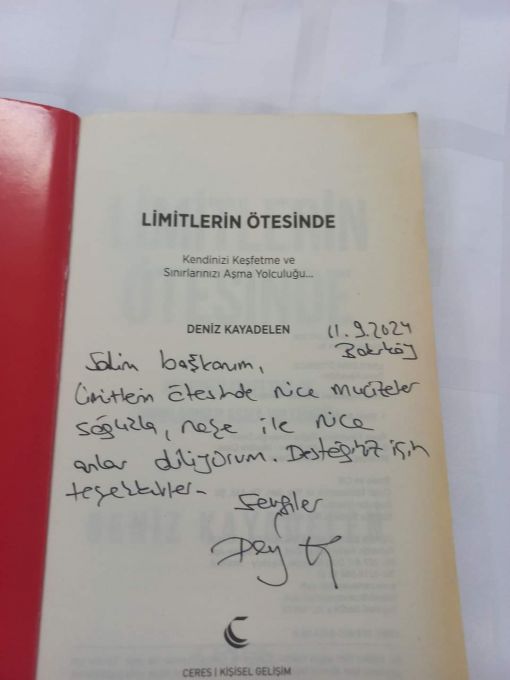 LİMİTLERİN ÖTESİNDE
Kendinizi Keşfetme ve
Sınırlarınızı Aşma Yolculuğu...
DENİZ KAYADELEN
11.9.2024
Bakırköy
Salim başkanım,
Limitlerin ötesinde nice mucizeler
sağlıkla, neşe ile nice
anlar diliyorum. Desteğiniz için
teşekkürler.
Sevgiler
CERES | KİŞİSEL GELİŞİM